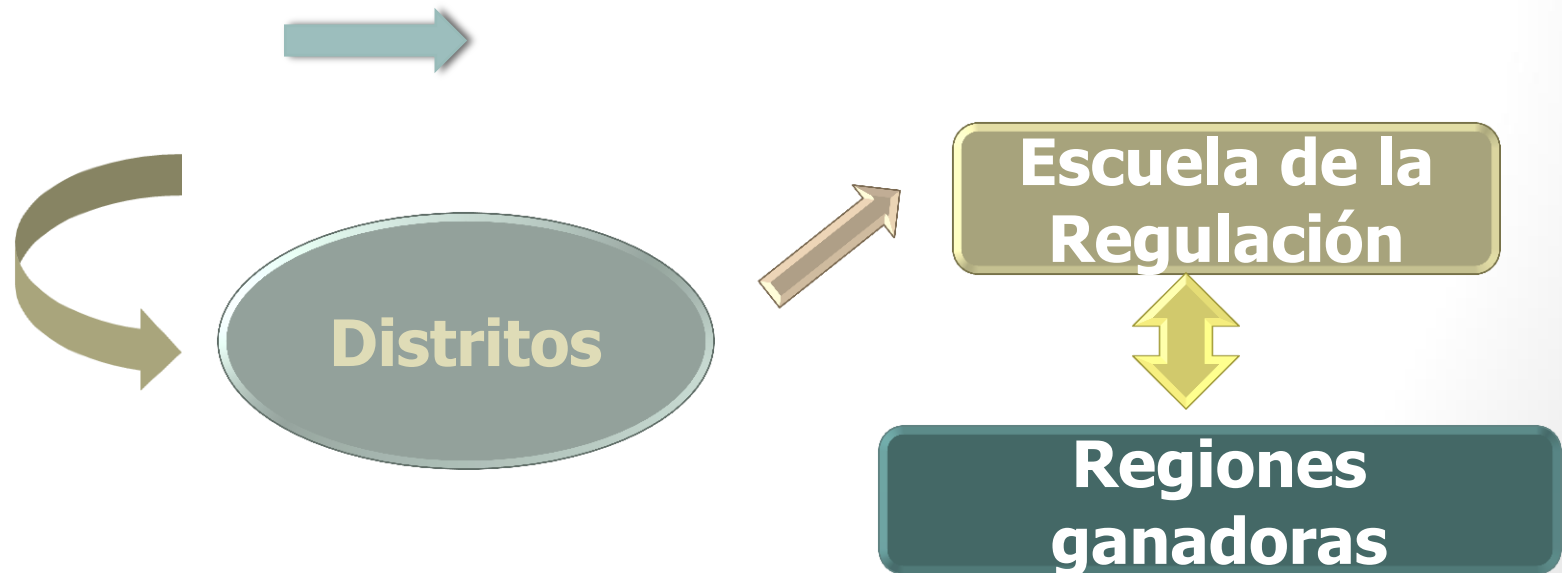 Escuela de la
Regulación
Distritos
Regiones
ganadoras